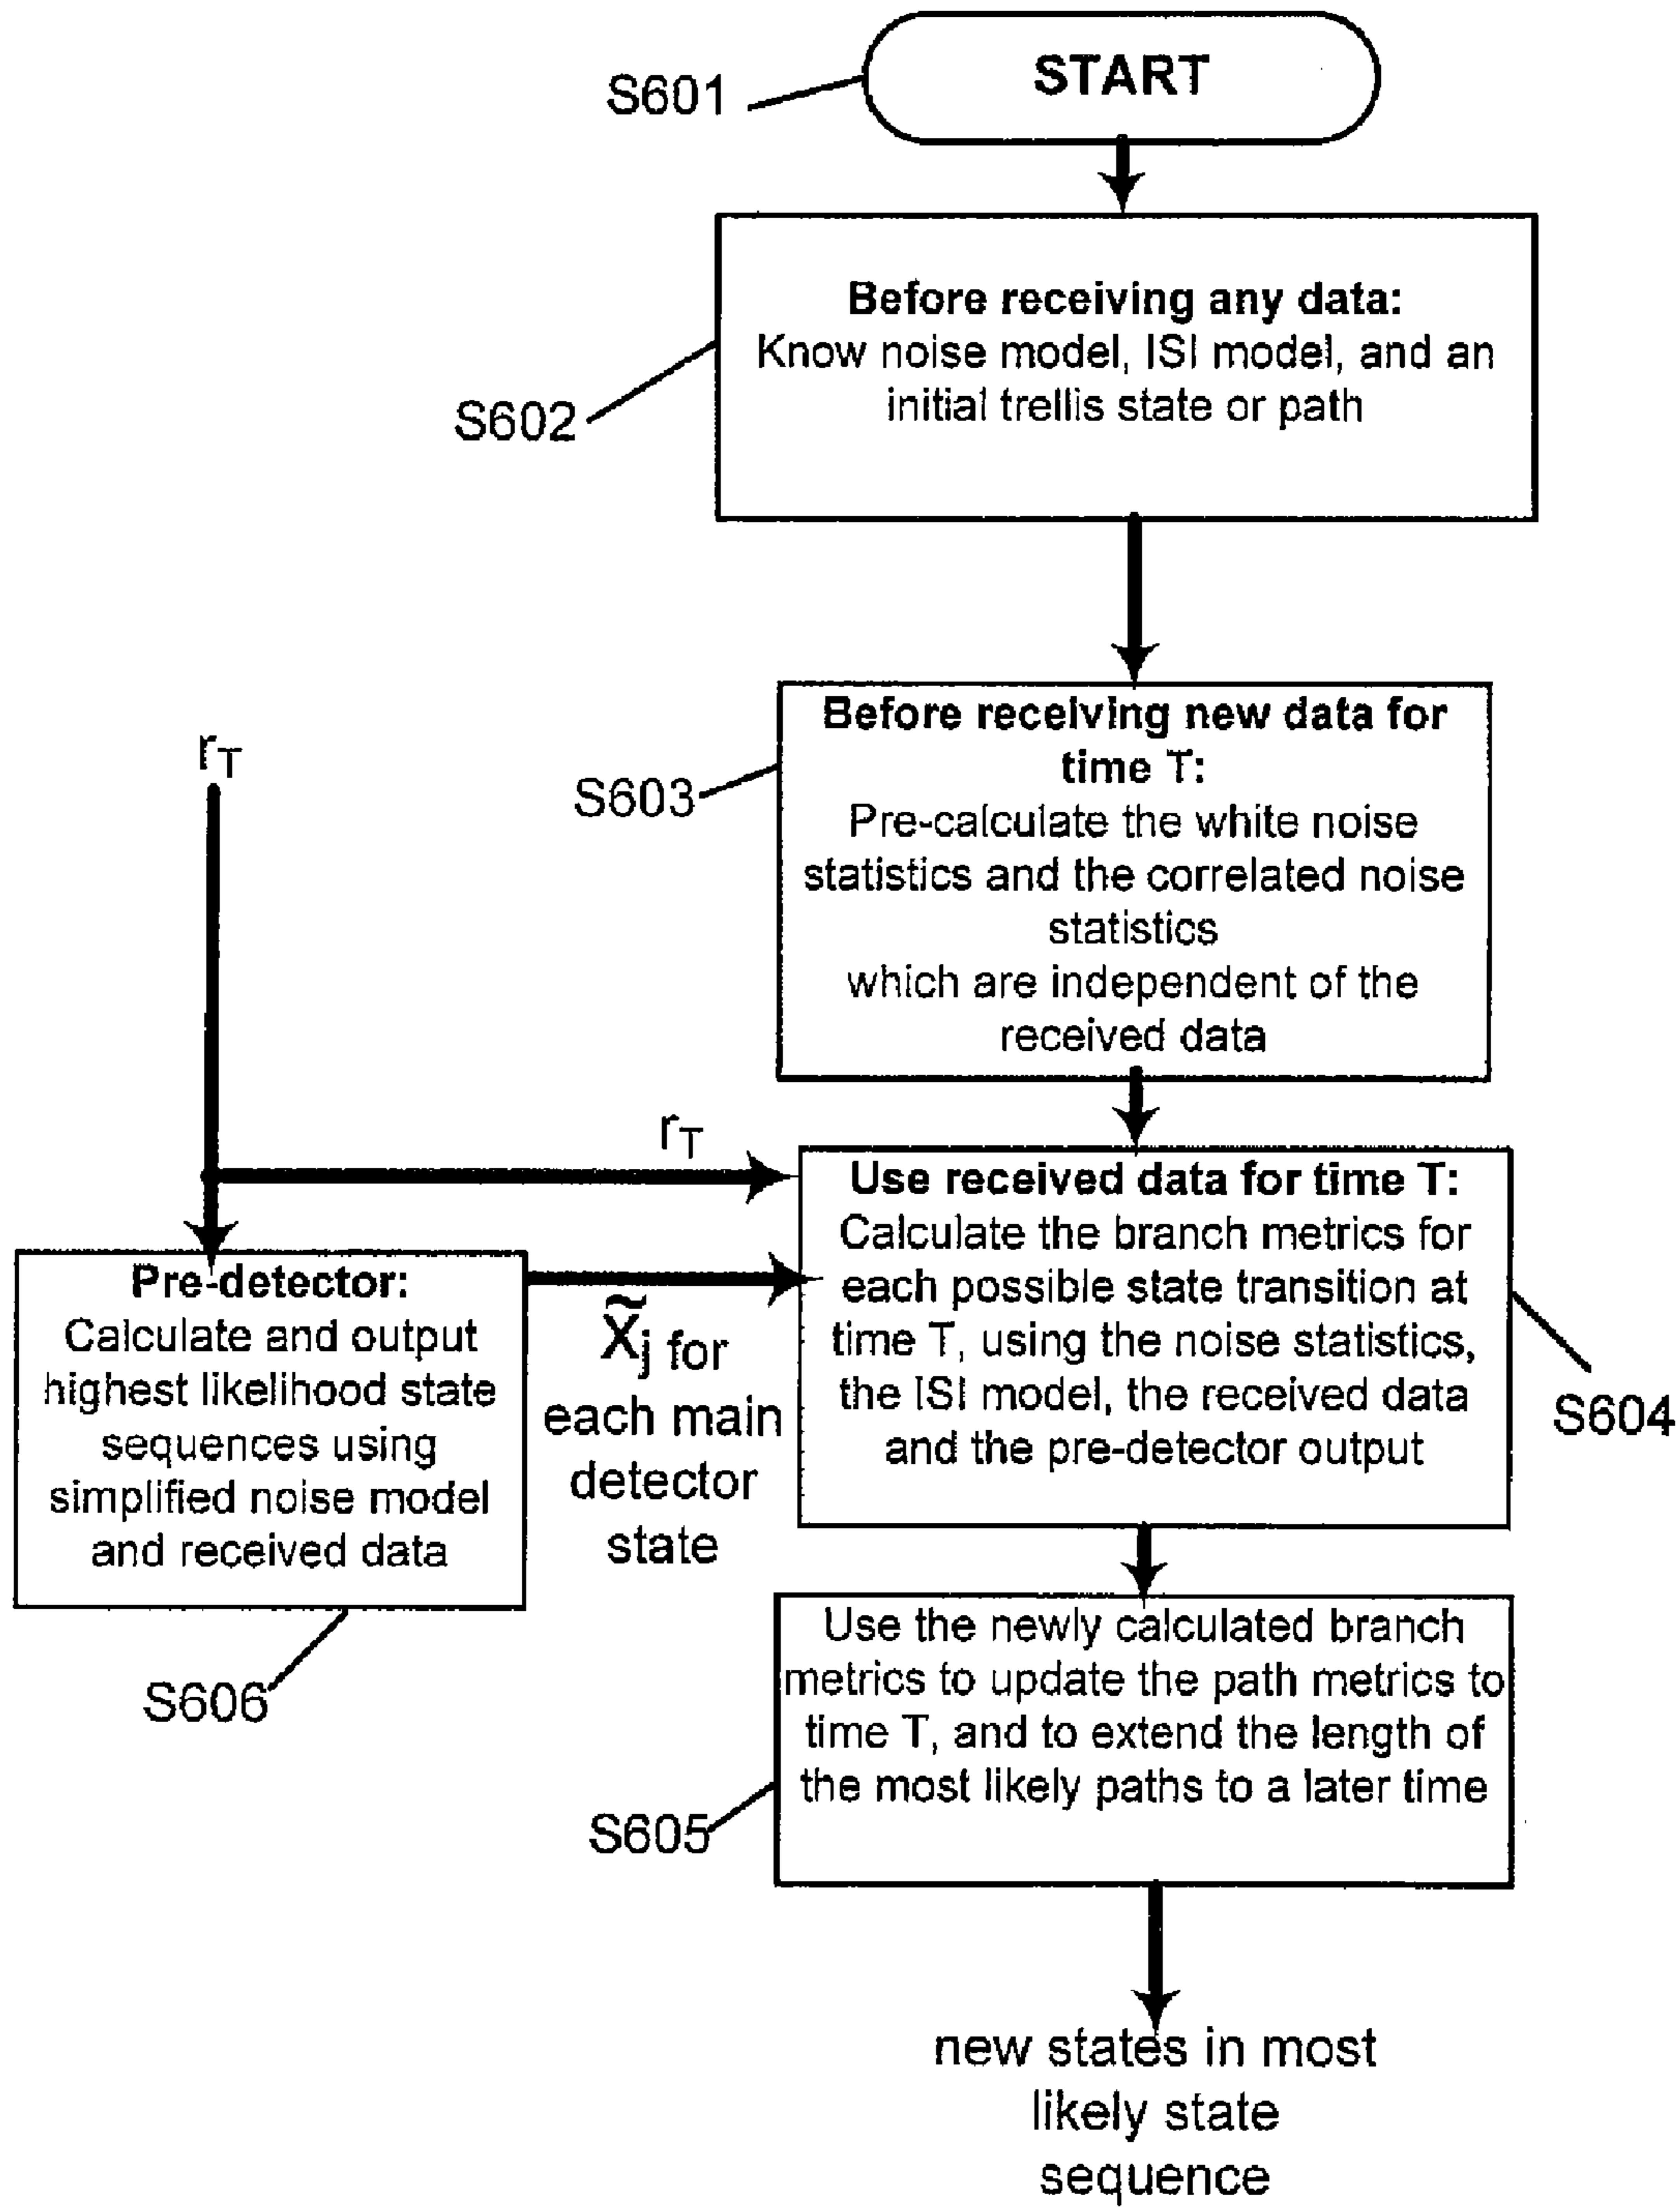 START
S601
Before receiving any data:
Know noise model, ISI model, and an
initial trellis state or path
S602
Before receiving new data for
time T:
Pre-calculate the white noise
statistics and the correlated noise
statistics
which are independent of the
received data
S603
r_T
r_T
Use received data for time T:
Calculate the branch metrics for
each possible state transition at
time T, using the noise statistics,
the ISI model, the received data
and the pre-detector output
S604
Pre-detector:
Calculate and output
highest likelihood state
sequences using
simplified noise model
and received data
S606
x̃_j for
each main
detector
state
Use the newly calculated branch
metrics to update the path metrics to
time T, and to extend the length of
the most likely paths to a later time
S605
new states in most
likely state
sequence